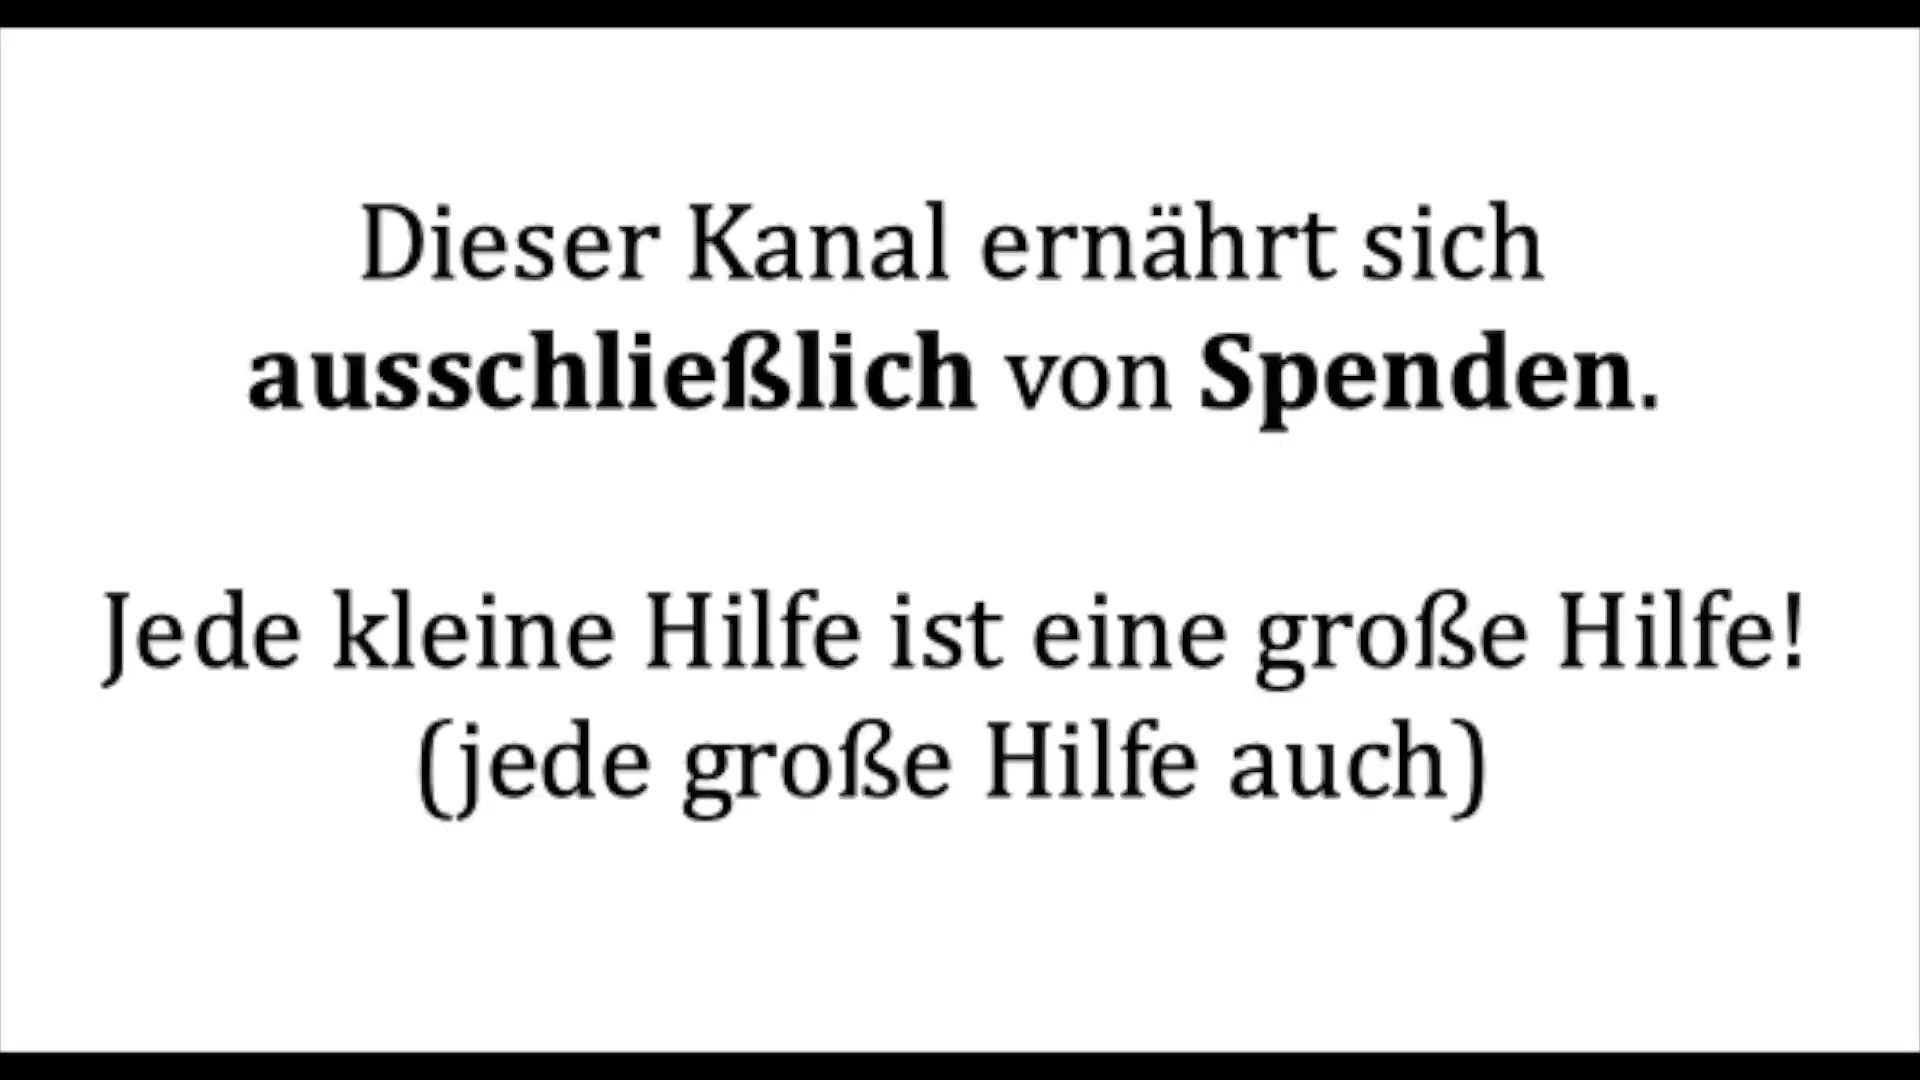 Dieser Kanal ernährt sich
ausschließlich von Spenden.
Jede kleine Hilfe ist eine große Hilfe!
(jede große Hilfe auch)